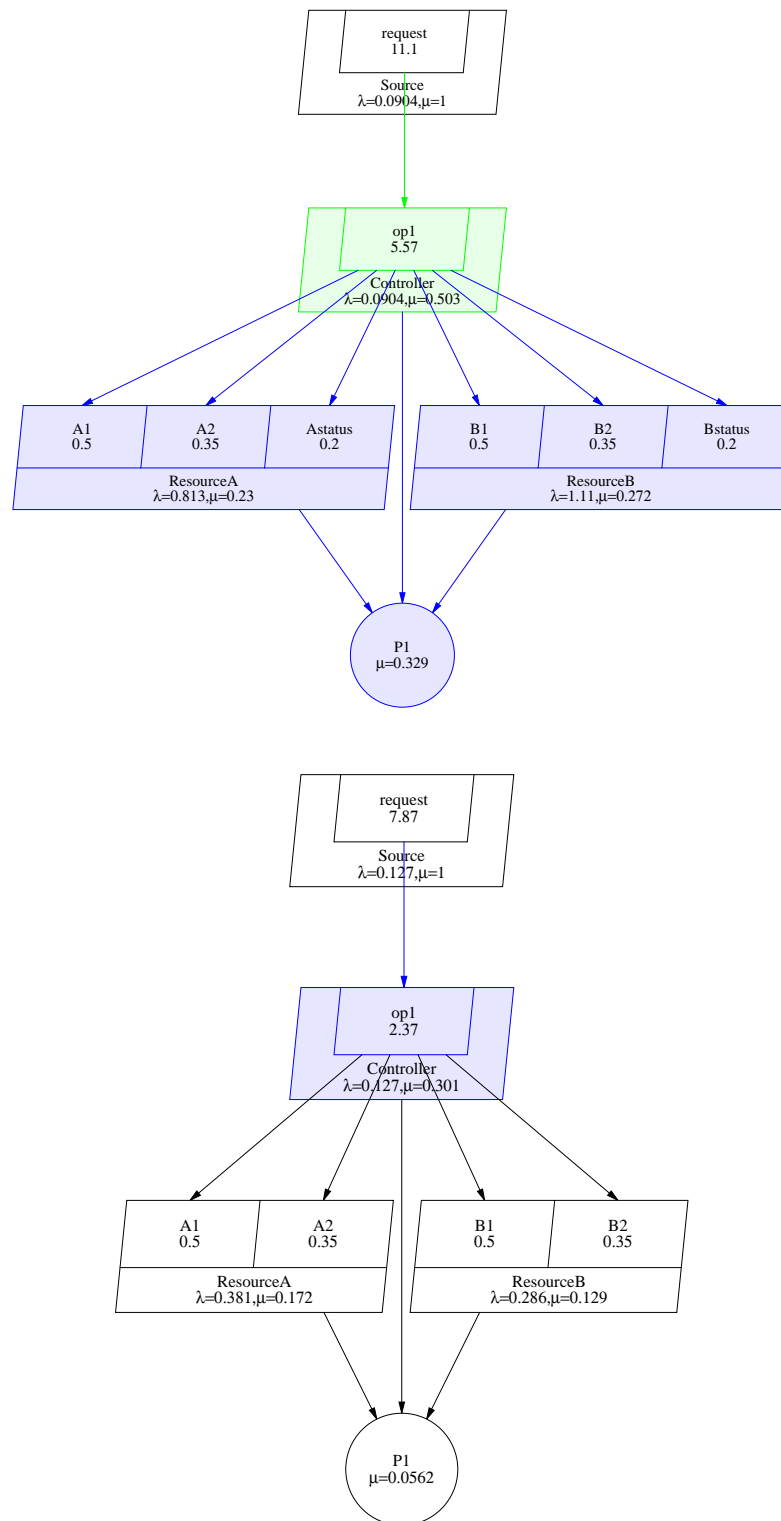 request
11.1
Source
λ=0.0904,μ=1
op1
5.57
Controller
λ=0.0904,μ=0.503
A1
0.5
A2
0.35
Astatus
0.2
ResourceA
λ=0.813,μ=0.23
B1
0.5
B2
0.35
Bstatus
0.2
ResourceB
λ=1.11,μ=0.272
P1
μ=0.329
request
7.87
Source
λ=0.127,μ=1
op1
2.37
Controller
λ=0.127,μ=0.301
A1
0.5
A2
0.35
ResourceA
λ=0.381,μ=0.172
B1
0.5
B2
0.35
ResourceB
λ=0.286,μ=0.129
P1
μ=0.0562